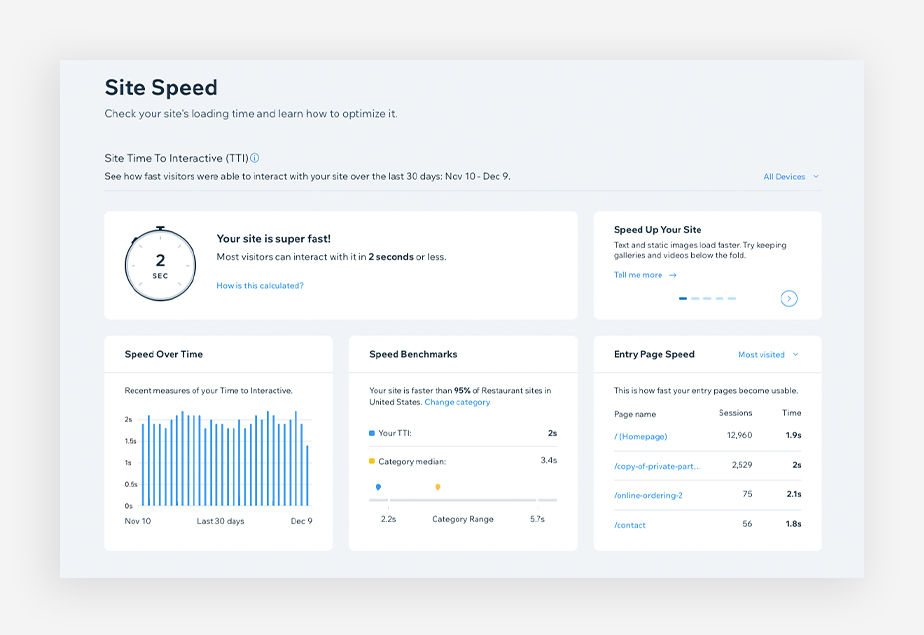 Site Speed
Check your site's loading time and learn how to optimize it.
Site Time To Interactive (TTI)
See how fast visitors were able to interact with your site over the last 30 days: Nov 10 - Dec 9.
All Devices
2
SEC
Your site is super fast!
Most visitors can interact with it in 2 seconds or less.
How is this calculated?
Speed Up Your Site
Text and static images load faster. Try keeping
galleries and videos below the fold.
Tell me more →
Speed Over Time
Recent measures of your Time to Interactive.
2s
1.5s
1s
0.5s
0s
Nov 10 Last 30 days Dec 9
Speed Benchmarks
Your site is faster than 95% of Restaurant sites in
United States. Change category
Your TTI: 2s
Category median: 3.4s
2.2s Category Range 5.7s
Entry Page Speed
Most visited
This is how fast your entry pages become usable.
Page name Sessions Time
/ (Homepage) 12,960 1.9s
/copy-of-private-part... 2,529 2s
/online-ordering-2 75 2.1s
/contact 56 1.8s